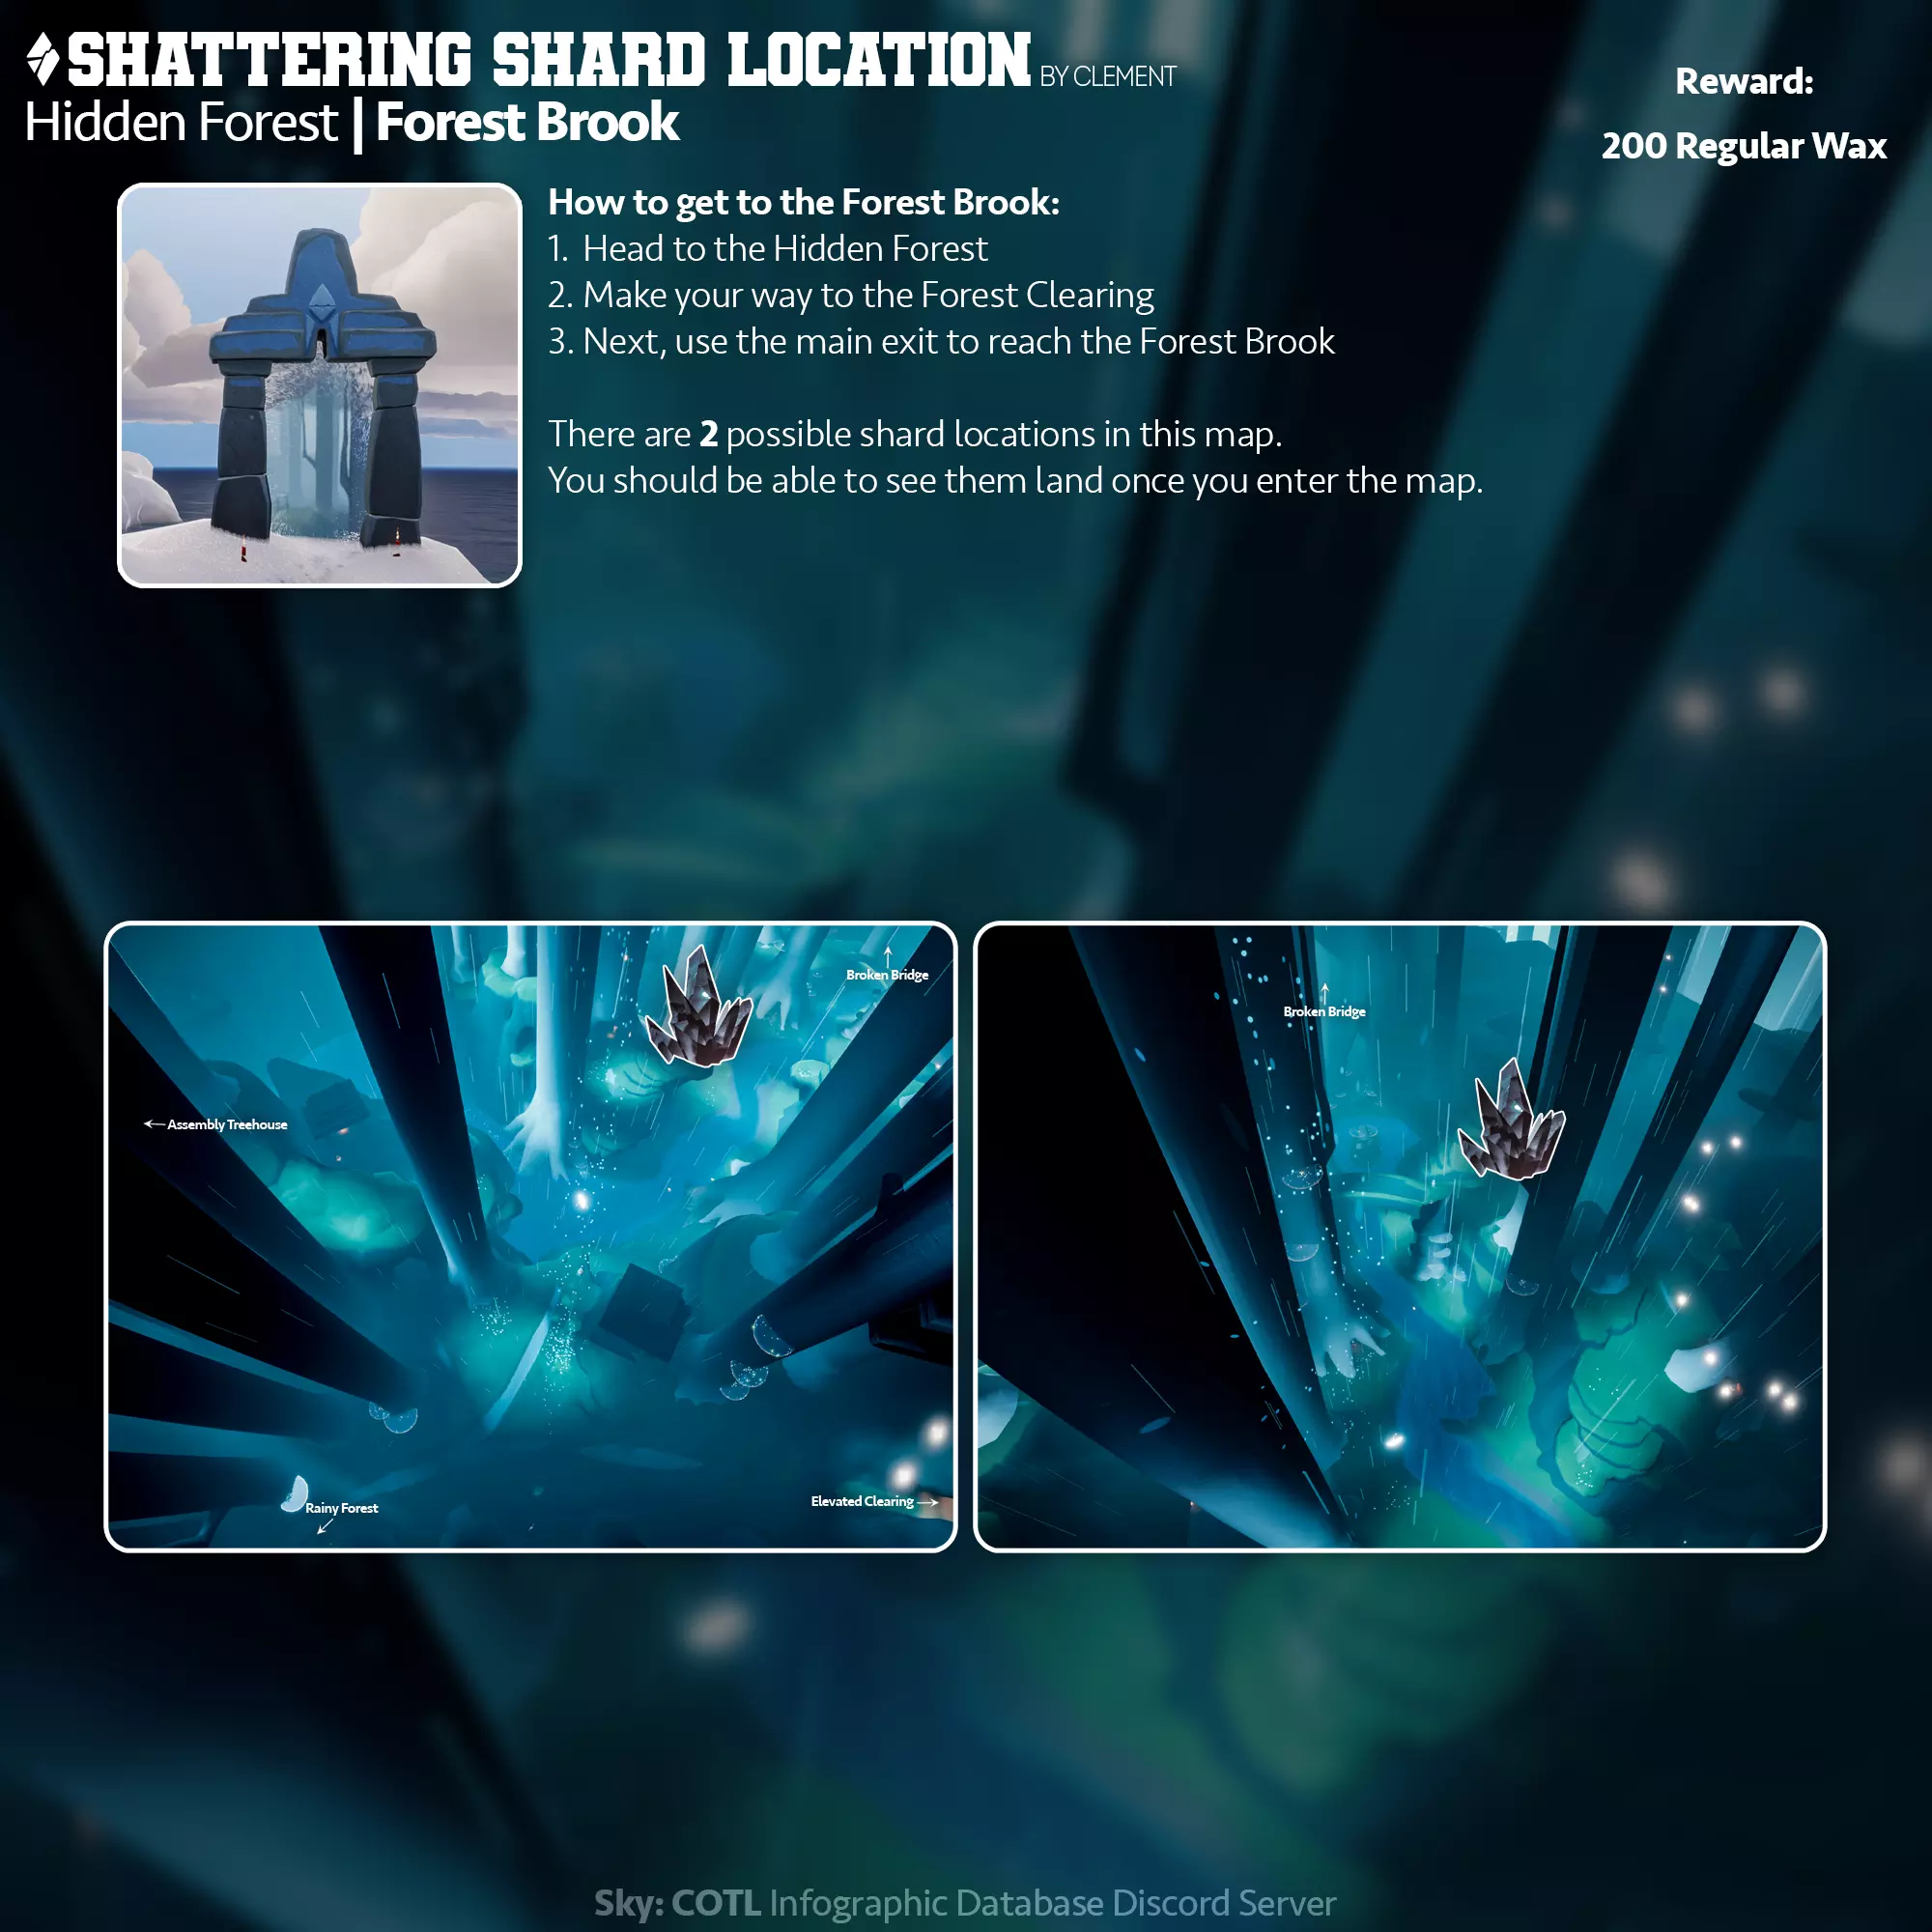 SHATTERING SHARD LOCATION BY CLEMENT
Hidden Forest | Forest Brook
Reward:
200 Regular Wax
How to get to the Forest Brook:
1. Head to the Hidden Forest
2. Make your way to the Forest Clearing
3. Next, use the main exit to reach the Forest Brook
There are 2 possible shard locations in this map.
You should be able to see them land once you enter the map.
Broken Bridge
Assembly Treehouse
Rainy Forest
Elevated Clearing
Broken Bridge
Sky: COTL Infographic Database Discord Server